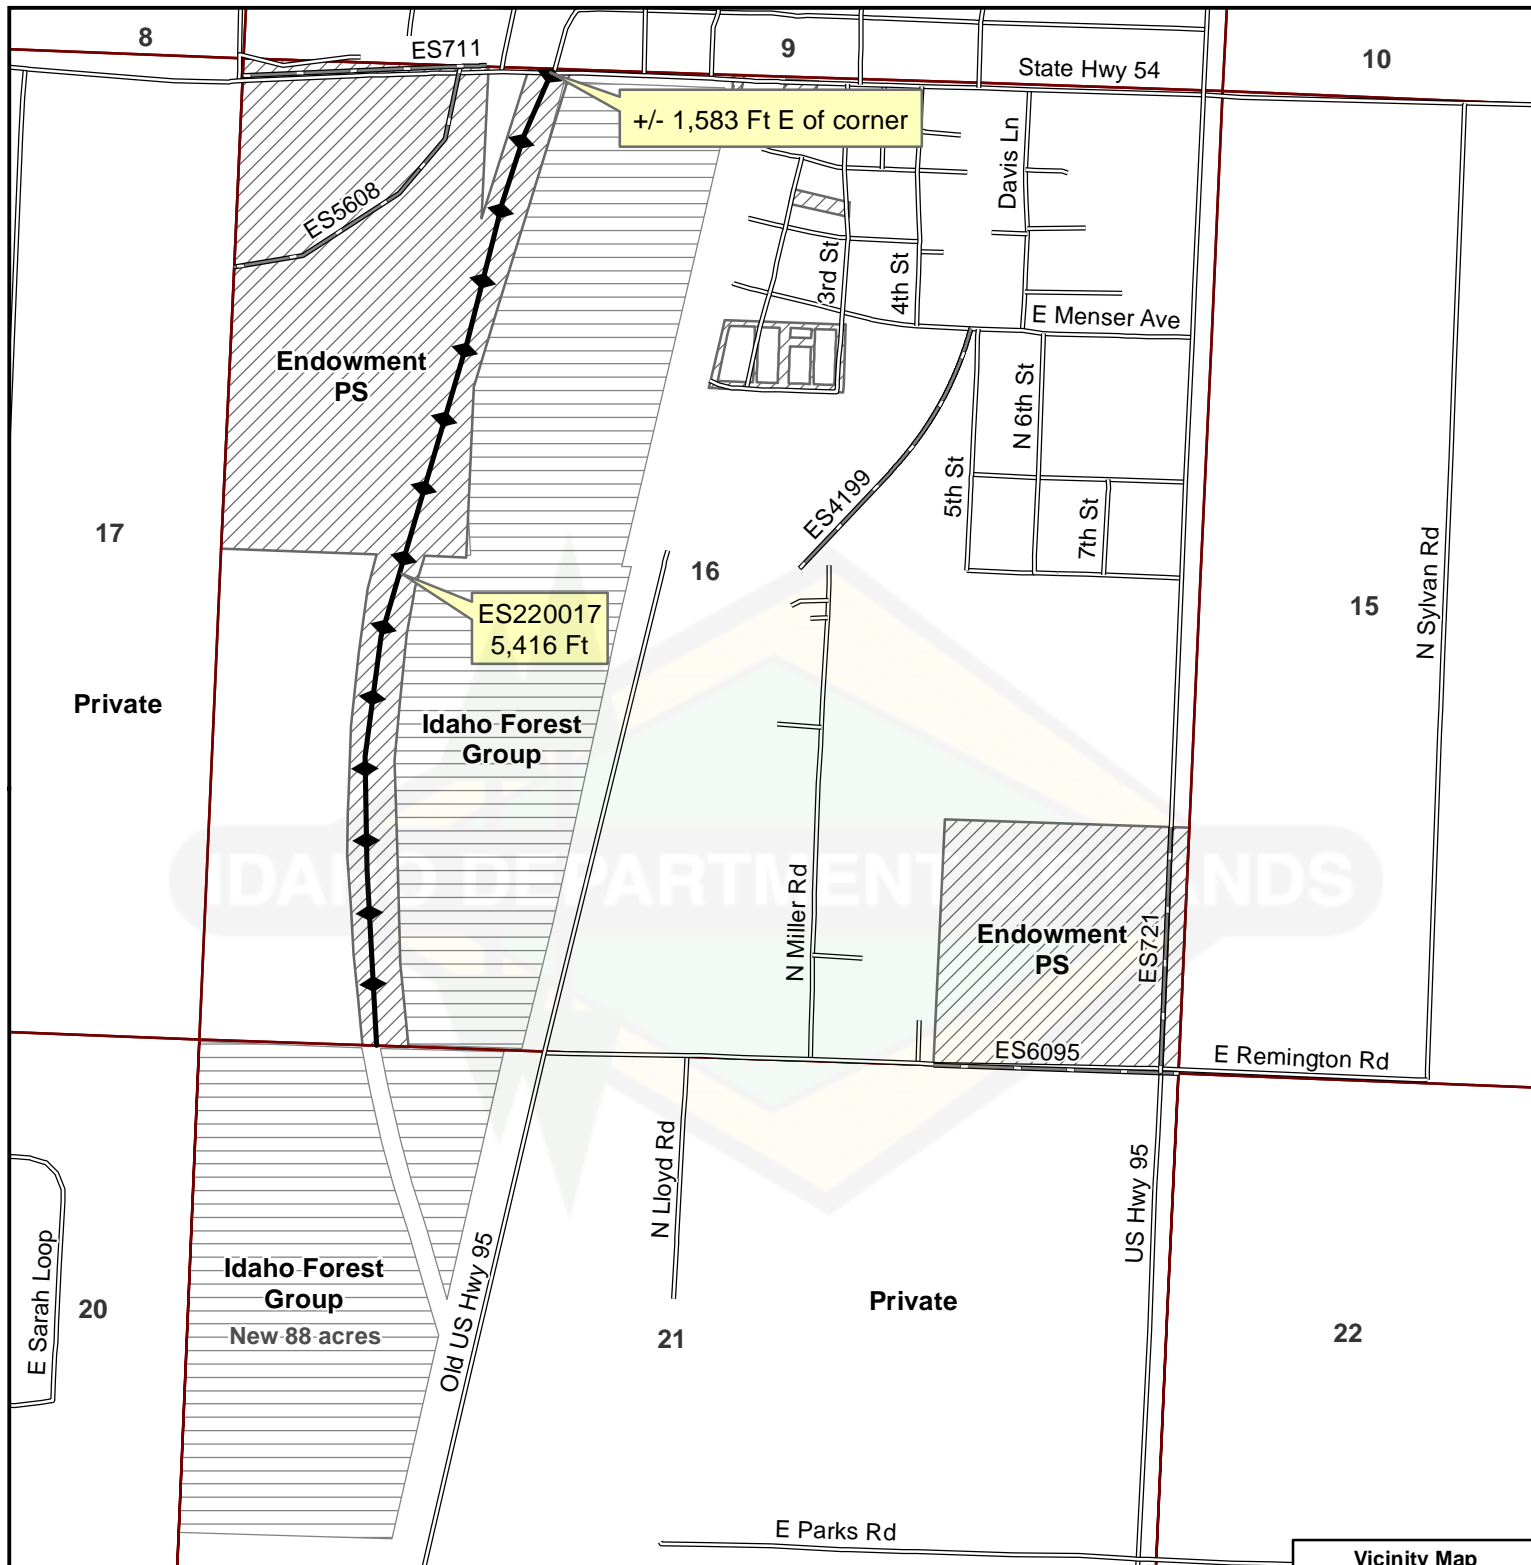 8
9
10
ES711
State Hwy 54
+/- 1,583 Ft E of corner
Davis Ln
ES5608
3rd St
4th St
E Menser Ave
Endowment
PS
N 6th St
5th St
ES4199
7th St
17
16
15
N Sylvan Rd
ES220017
5,416 Ft
Private
Idaho Forest
Group
IDAHO DEPARTMENT OF LANDS
N Miller Rd
Endowment
PS
ES721
ES6095
E Remington Rd
N Lloyd Rd
US Hwy 95
E Sarah Loop
20
Idaho Forest
Group
New 88 acres
Old US Hwy 95
Private
21
22
E Parks Rd
Vicinity Map